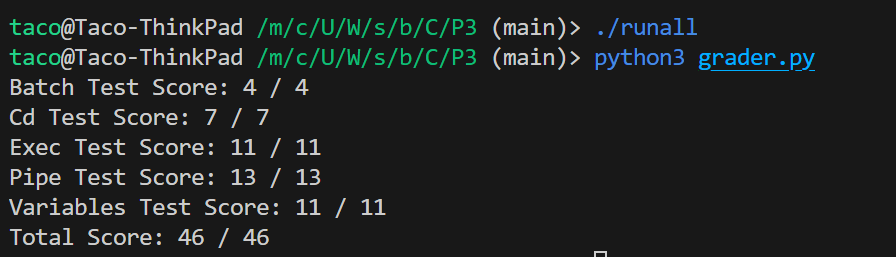 taco@Taco-ThinkPad /m/c/U/W/s/b/C/P3 (main)> ./runall
taco@Taco-ThinkPad /m/c/U/W/s/b/C/P3 (main)> python3 grader.py
Batch Test Score: 4 / 4
Cd Test Score: 7 / 7
Exec Test Score: 11 / 11
Pipe Test Score: 13 / 13
Variables Test Score: 11 / 11
Total Score: 46 / 46